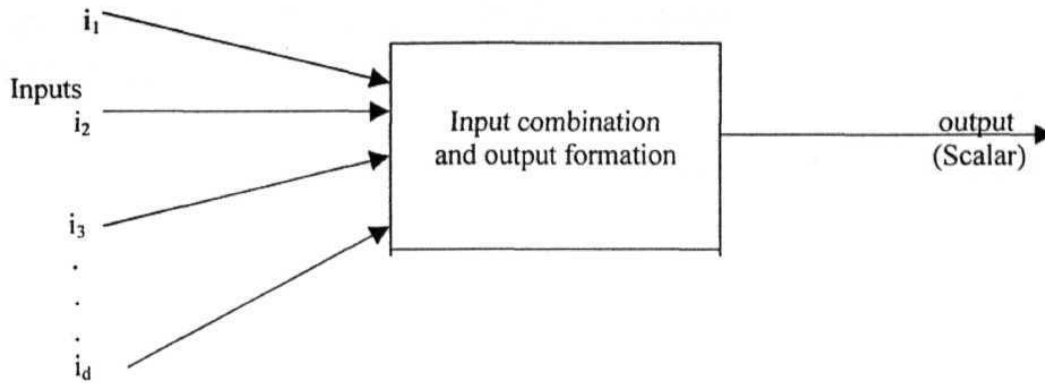 i1
Inputs
i2
i3
.
.
.
id
Input combination
and output formation
output
(Scalar)